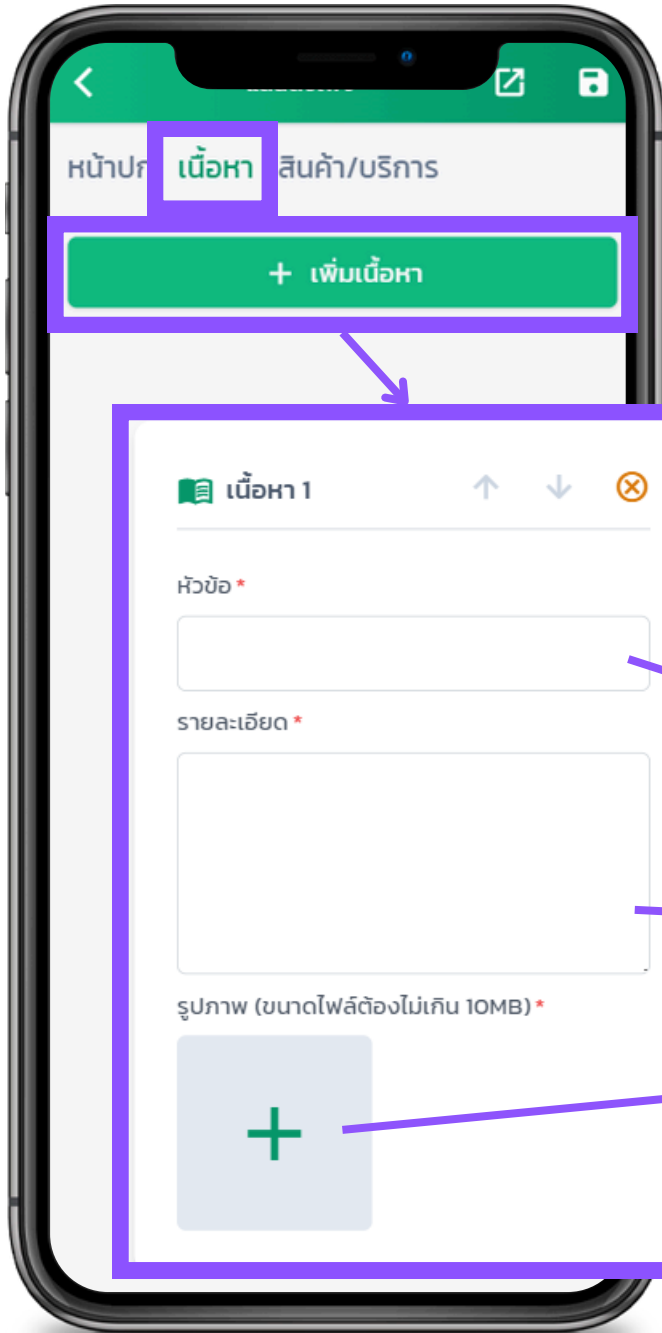 หน้าปก เนื้อหา สินค้า/บริการ
+ เพิ่มเนื้อหา
เนื้อหา 1
หัวข้อ *
รายละเอียด *
รูปภาพ (ขนาดไฟล์ต้องไม่เกิน 10MB) *